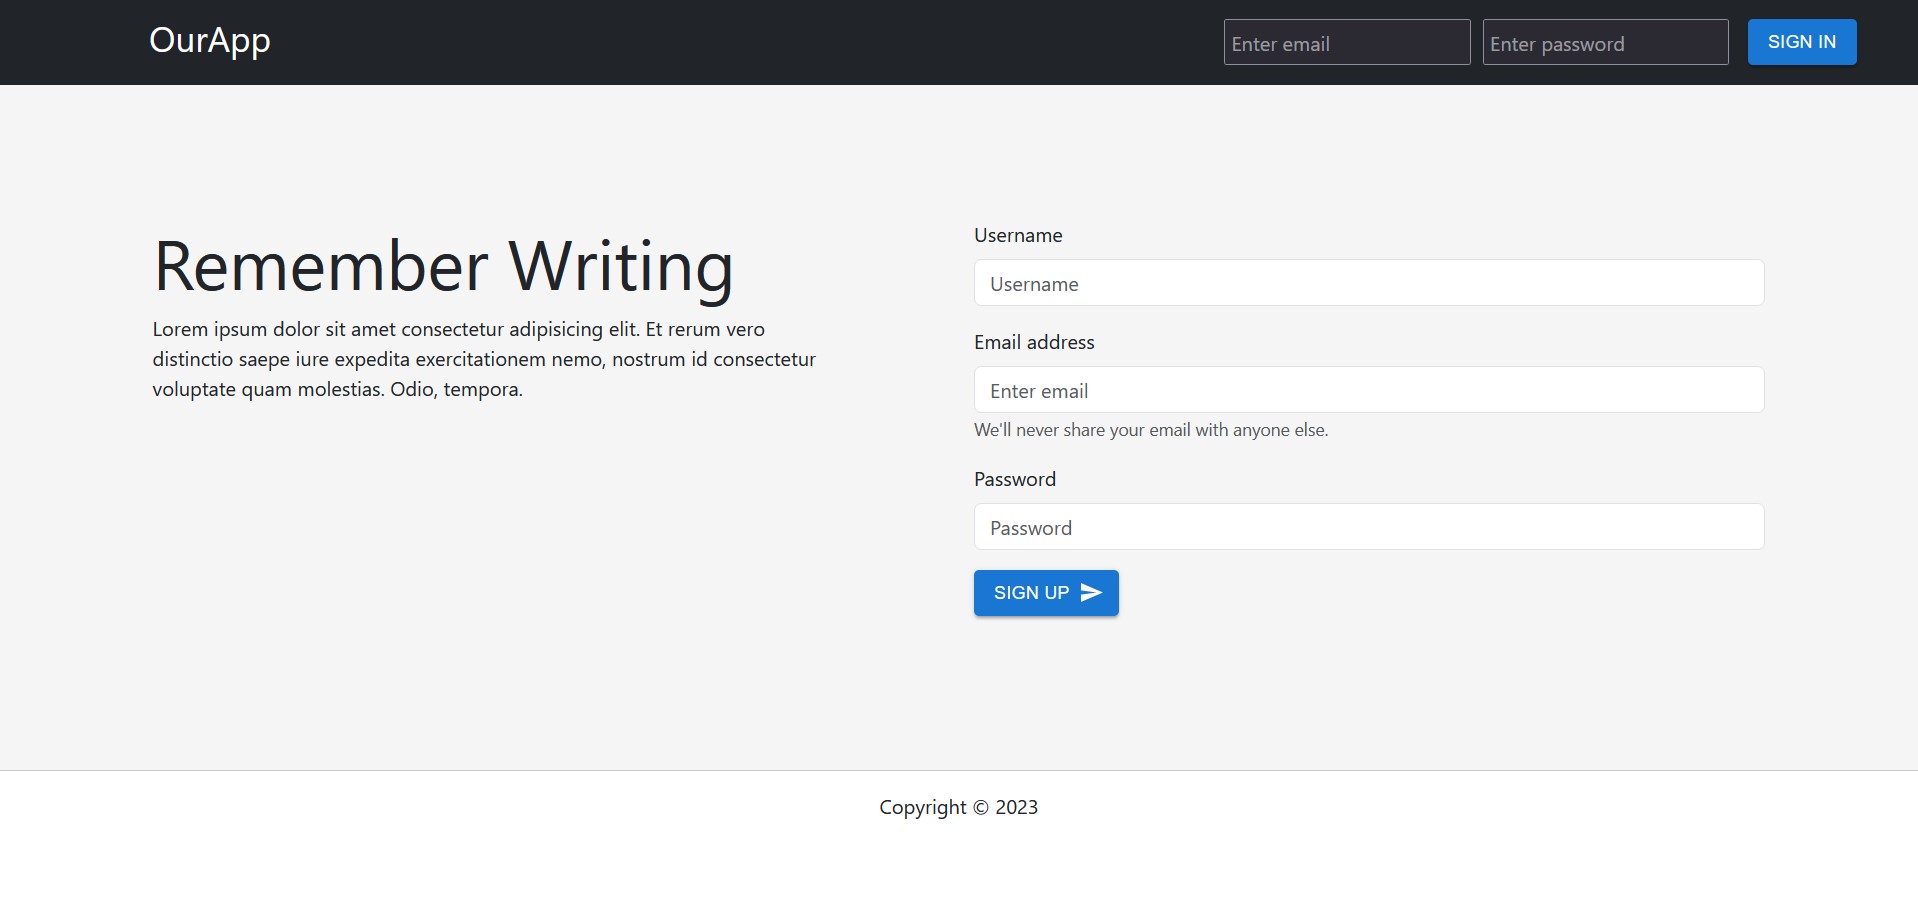 OurApp
Enter email
Enter password
SIGN IN
Remember Writing
Lorem ipsum dolor sit amet consectetur adipisicing elit. Et rerum vero
distinctio saepe iure expedita exercitationem nemo, nostrum id consectetur
voluptate quam molestias. Odio, tempora.
Username
Username
Email address
Enter email
We'll never share your email with anyone else.
Password
Password
SIGN UP
Copyright © 2023